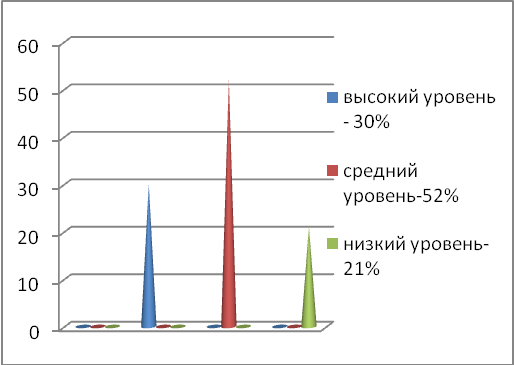 60
50
40
30
20
10
0
высокий уровень
- 30%
средний
уровень-52%
низкий уровень-
21%